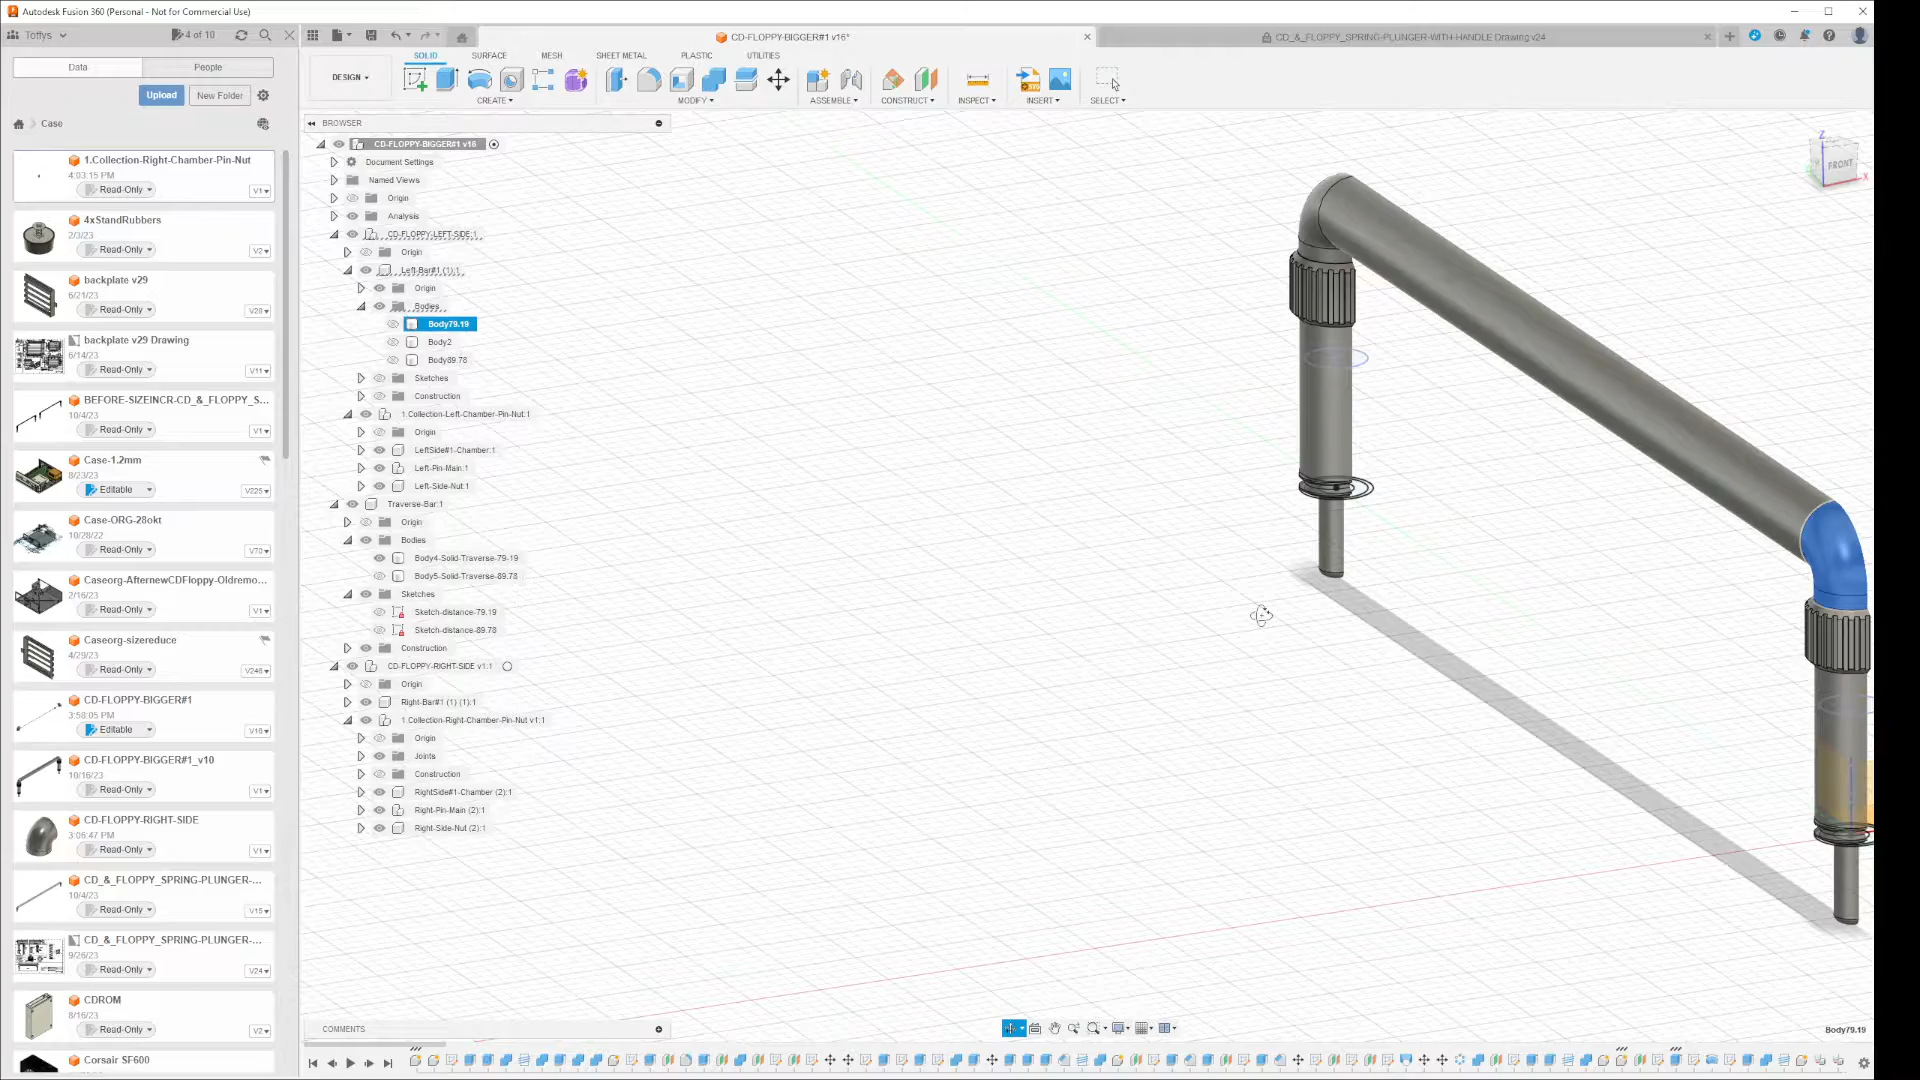 Autodesk Fusion 360 (Personal - Not for Commercial Use)
Toffys
4 of 10
CD-FLOPPY-BIGGER#1 v16*
CD_&_FLOPPY_SPRING-PLUNGER-WITH-HANDLE Drawing v24
Data
People
Upload
New Folder
Case
1.Collection-Right-Chamber-Pin-Nut
4:03:15 PM
Read-Only
V1
4xStandRubbers
2/3/23
Read-Only
V2
backplate v29
6/21/23
Read-Only
V28
backplate v29 Drawing
6/14/23
Read-Only
V11
BEFORE-SIZEINCR-CD_&_FLOPPY_S...
10/4/23
Read-Only
V1
Case-1.2mm
8/23/23
Editable
V225
Case-ORG-28okt
10/28/22
Read-Only
V70
Caseorg-AfternewCDFloppy-Oldremo...
2/16/23
Read-Only
V1
Caseorg-sizereduce
4/29/23
Read-Only
V246
CD-FLOPPY-BIGGER#1
3:58:05 PM
Editable
V16
CD-FLOPPY-BIGGER#1_v10
10/16/23
Read-Only
V1
CD-FLOPPY-RIGHT-SIDE
3:06:47 PM
Read-Only
V1
CD_&_FLOPPY_SPRING-PLUNGER-...
10/4/23
Read-Only
V15
CD_&_FLOPPY_SPRING-PLUNGER-...
9/26/23
Read-Only
V24
CDROM
8/16/23
Read-Only
V2
Corsair SF600
DESIGN
SOLID
SURFACE
MESH
SHEET METAL
PLASTIC
UTILITIES
CREATE
MODIFY
ASSEMBLE
CONSTRUCT
INSPECT
INSERT
SELECT
BROWSER
CD-FLOPPY-BIGGER#1 v16
Document Settings
Named Views
Origin
Analysis
CD-FLOPPY-LEFT-SIDE:1
Origin
Left-Bar#1 (1):1
Origin
Bodies
Body79.19
Body2
Body89.78
Sketches
Construction
1.Collection-Left-Chamber-Pin-Nut:1
Origin
LeftSide#1-Chamber:1
Left-Pin-Main:1
Left-Side-Nut:1
Traverse-Bar:1
Origin
Bodies
Body4-Solid-Traverse-79-19
Body5-Solid-Traverse-89.78
Sketches
Sketch-distance-79.19
Sketch-distance-89.78
Construction
CD-FLOPPY-RIGHT-SIDE v1:1
Origin
Right-Bar#1 (1) (1):1
1.Collection-Right-Chamber-Pin-Nut v1:1
Origin
Joints
Construction
RightSide#1-Chamber (2):1
Right-Pin-Main (2):1
Right-Side-Nut (2):1
Z
FRONT
X
COMMENTS
Body79.19